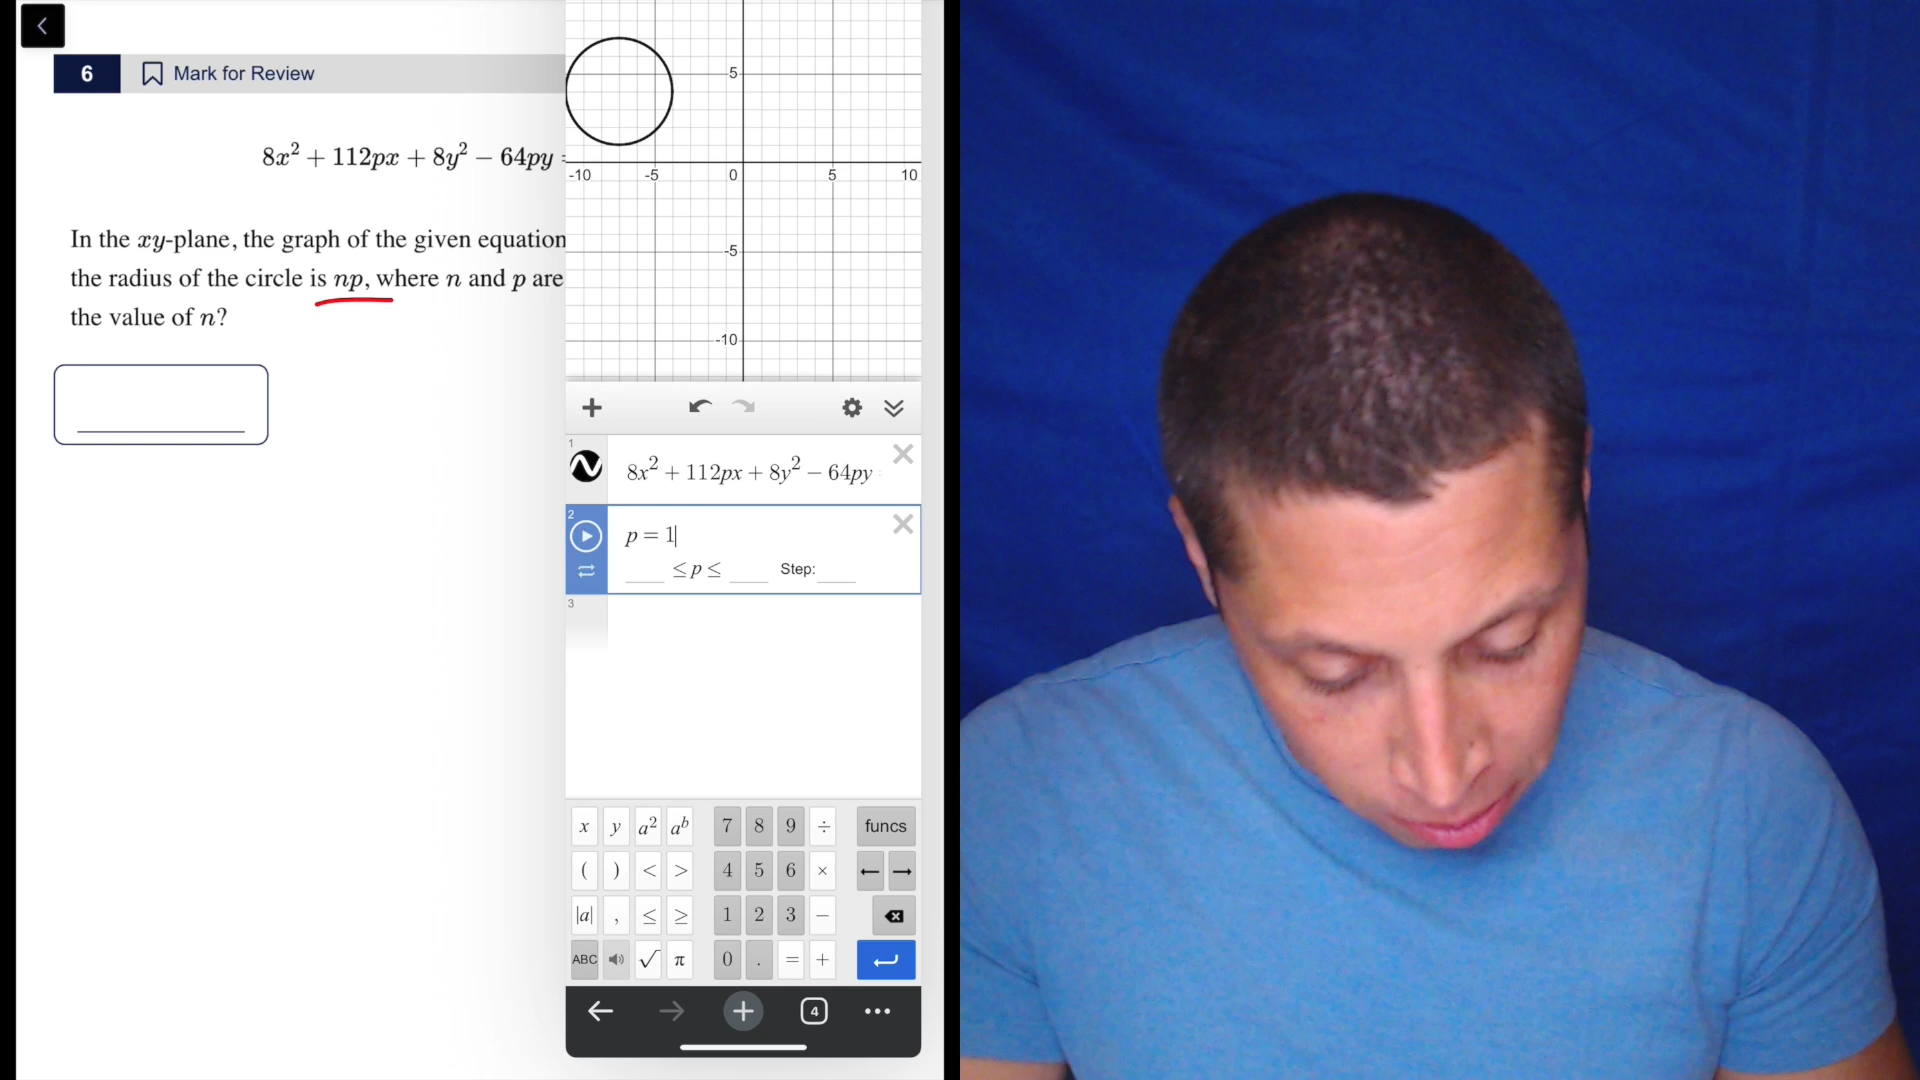 6 Mark for Review
8x² + 112px + 8y² − 64py
In the xy-plane, the graph of the given equation
the radius of the circle is np, where n and p are
the value of n?
5
-10 -5 0 5 10
-5
-10
1
8x² + 112px + 8y² − 64py
2
p = 1
≤ p ≤ Step:
3
x y a² aᵇ 7 8 9 ÷ funcs
( ) < > 4 5 6 × ← →
|a| , ≤ ≥ 1 2 3 −
ABC √ π 0 . = +
4